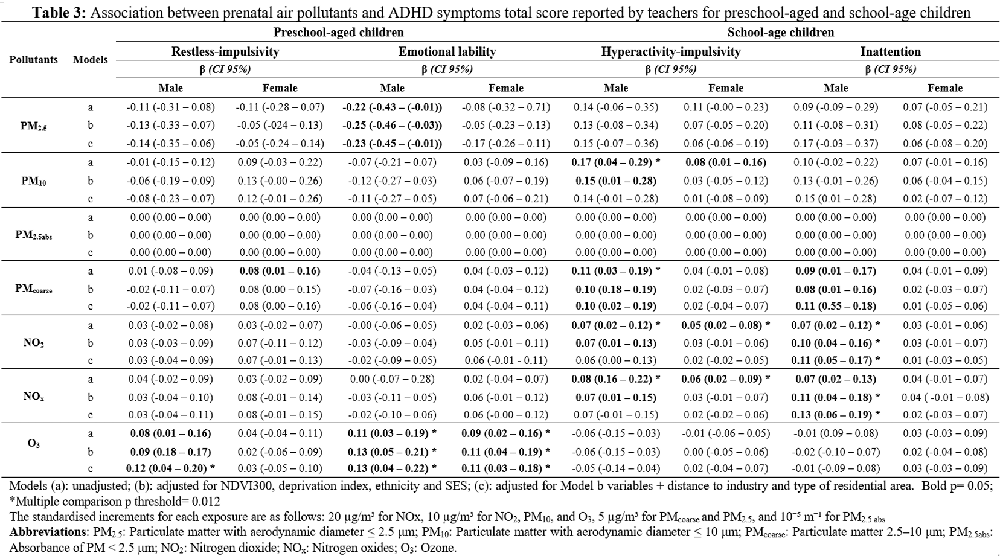 Table 3: Association between prenatal air pollutants and ADHD symptoms total score reported by teachers for preschool-aged and school-age children
Pollutants Models Preschool-aged children School-age children
Restless-impulsivity Emotional lability Hyperactivity-impulsivity Inattention
β (CI 95%) β (CI 95%) β (CI 95%) β (CI 95%)
Male Female Male Female Male Female Male Female
PM2.5 a -0.11 (-0.31 – 0.08) -0.11 (-0.28 – 0.07) -0.22 (-0.43 – (-0.01)) -0.08 (-0.32 – 0.71) 0.14 (-0.06 – 0.35) 0.11 (-0.00 – 0.23) 0.09 (-0.09 – 0.29) 0.07 (-0.05 – 0.21)
b -0.13 (-0.33 – 0.07) -0.05 (-024 – 0.13) -0.25 (-0.46 – (-0.03)) -0.05 (-0.23 – 0.13) 0.13 (-0.08 – 0.34) 0.07 (-0.05 – 0.20) 0.11 (-0.08 – 0.31) 0.08 (-0.05 – 0.22)
c -0.14 (-0.35 – 0.06) -0.05 (-0.24 – 0.14) -0.23 (-0.45 – (-0.01)) -0.17 (-0.26 – 0.11) 0.15 (-0.07 – 0.36) 0.06 (-0.06 – 0.19) 0.17 (-0.03 – 0.37) 0.06 (-0.08 – 0.20)
PM10 a -0.01 (-0.15 – 0.12) 0.09 (-0.03 – 0.22) -0.07 (-0.21 – 0.07) 0.03 (-0.09 – 0.16) 0.17 (0.04 – 0.29) * 0.08 (0.01 – 0.16) 0.10 (-0.02 – 0.22) 0.07 (-0.01 – 0.16)
b -0.06 (-0.19 – 0.09) 0.13 (-0.00 – 0.26) -0.12 (-0.27 – 0.03) 0.06 (-0.07 – 0.19) 0.15 (0.01 – 0.28) 0.03 (-0.05 – 0.12) 0.13 (-0.01 – 0.26) 0.06 (-0.04 – 0.15)
c -0.08 (-0.23 – 0.07) 0.12 (-0.01 – 0.26) -0.11 (-0.27 – 0.05) 0.07 (-0.06 – 0.21) 0.14 (-0.01 – 0.28) 0.01 (-0.08 – 0.09) 0.15 (0.01 – 0.28) 0.02 (-0.07 – 0.12)
PM2.5abs a 0.00 (0.00 – 0.00) 0.00 (0.00 – 0.00) 0.00 (0.00 – 0.00) 0.00 (0.00 – 0.00) 0.00 (0.00 – 0.00) 0.00 (0.00 – 0.00) 0.00 (0.00 – 0.00) 0.00 (0.00 – 0.00)
b 0.00 (0.00 – 0.00) 0.00 (0.00 – 0.00) 0.00 (0.00 – 0.00) 0.00 (0.00 – 0.00) 0.00 (0.00 – 0.00) 0.00 (0.00 – 0.00) 0.00 (0.00 – 0.00) 0.00 (0.00 – 0.00)
c 0.00 (0.00 – 0.00) 0.00 (0.00 – 0.00) 0.00 (0.00 – 0.00) 0.00 (0.00 – 0.00) 0.00 (0.00 – 0.00) 0.00 (0.00 – 0.00) 0.00 (0.00 – 0.00) 0.00 (0.00 – 0.00)
PMcoarse a 0.01 (-0.08 – 0.09) 0.08 (0.01 – 0.16) -0.04 (-0.13 – 0.05) 0.04 (-0.03 – 0.12) 0.11 (0.03 – 0.19) * 0.04 (-0.01 – 0.08) 0.09 (0.01 – 0.17) 0.04 (-0.01 – 0.09)
b -0.02 (-0.11 – 0.07) 0.08 (0.00 – 0.15) -0.07 (-0.16 – 0.03) 0.04 (-0.04 – 0.12) 0.10 (0.18 – 0.19) 0.02 (-0.03 – 0.07) 0.08 (0.01 – 0.16) 0.02 (-0.03 – 0.07)
c -0.02 (-0.11 – 0.07) 0.08 (0.00 – 0.16) -0.06 (-0.16 – 0.04) 0.04 (-0.04 – 0.11) 0.10 (0.02 – 0.19) 0.02 (-0.04 – 0.07) 0.11 (0.55 – 0.18) 0.01 (-0.05 – 0.06)
NO2 a 0.03 (-0.02 – 0.08) 0.03 (-0.02 – 0.07) -0.00 (-0.06 – 0.05) 0.02 (-0.03 – 0.06) 0.07 (0.02 – 0.12) * 0.05 (0.02 – 0.08) * 0.07 (0.02 – 0.12) * 0.03 (-0.01 – 0.06)
b 0.03 (-0.03 – 0.09) 0.07 (-0.11 – 0.12) -0.03 (-0.09 – 0.04) 0.05 (-0.01 – 0.11) 0.07 (0.01 – 0.13) 0.03 (-0.01 – 0.06) 0.10 (0.04 – 0.16) * 0.03 (-0.01 – 0.07)
c 0.03 (-0.04 – 0.09) 0.07 (-0.01 – 0.13) -0.02 (-0.09 – 0.05) 0.06 (-0.01 - 0.11) 0.06 (0.00 – 0.13) 0.02 (-0.02 – 0.05) 0.11 (0.05 – 0.17) * 0.01 (-0.03 – 0.05)
NOx a 0.04 (-0.02 – 0.09) 0.03 (-0.02 – 0.09) 0.00 (-0.07 – 0.28) 0.02 (-0.04 – 0.07) 0.08 (0.16 – 0.22) * 0.06 (0.02 – 0.09) * 0.07 (0.02 – 0.13) 0.04 (-0.01 – 0.07)
b 0.03 (-0.04 – 0.10) 0.08 (-0.01 – 0.14) -0.03 (-0.11 – 0.05) 0.06 (-0.01 – 0.12) 0.07 (0.01 – 0.15) 0.03 (-0.01 – 0.07) 0.11 (0.04 – 0.18) * 0.04 ( -0.01 – 0.08)
c 0.03 (-0.04 – 0.11) 0.08 (-0.01 – 0.15) -0.02 (-0.10 – 0.06) 0.06 (-0.00 – 0.12) 0.07 (-0.01 – 0.15) 0.02 (-0.02 – 0.06) 0.13 (0.06 – 0.19) * 0.02 (-0.03 – 0.07)
O3 a 0.08 (0.01 – 0.16) 0.04 (-0.04 – 0.11) 0.11 (0.03 – 0.19) * 0.09 (0.02 – 0.16) * -0.06 (-0.15 – 0.03) -0.01 (-0.06 – 0.05) -0.01 (0.09 – 0.08) 0.03 (-0.03 – 0.09)
b 0.09 (0.18 – 0.17) 0.02 (-0.06 – 0.09) 0.13 (0.05 – 0.21) * 0.11 (0.04 – 0.19) * -0.06 (-0.15 – 0.03) 0.00 (-0.05 – 0.06) -0.02 (-0.10 – 0.07) 0.02 (-0.04 – 0.08)
c 0.12 (0.04 – 0.20) * 0.03 (-0.05 – 0.10) 0.13 (0.04 – 0.22) * 0.11 (0.03 – 0.18) * -0.05 (-0.14 – 0.04) 0.02 (-0.04 – 0.07) -0.01 (-0.09 – 0.08) 0.03 (-0.03 – 0.09)
Models (a): unadjusted; (b): adjusted for NDVI300, deprivation index, ethnicity and SES; (c): adjusted for Model b variables + distance to industry and type of residential area. Bold p= 0.05;
*Multiple comparison p threshold= 0.012
The standardised increments for each exposure are as follows: 20 µg/m³ for NOx, 10 µg/m³ for NO2, PM10, and O3, 5 µg/m³ for PMcoarse and PM2.5, and 10⁻⁵ m⁻¹ for PM2.5 abs
Abbreviations: PM2.5: Particulate matter with aerodynamic diameter ≤ 2.5 µm; PM10: Particulate matter with aerodynamic diameter ≤ 10 µm; PMcoarse: Particulate matter 2.5–10 µm; PM2.5abs:
Absorbance of PM < 2.5 µm; NO2: Nitrogen dioxide; NOx: Nitrogen oxides; O3: Ozone.